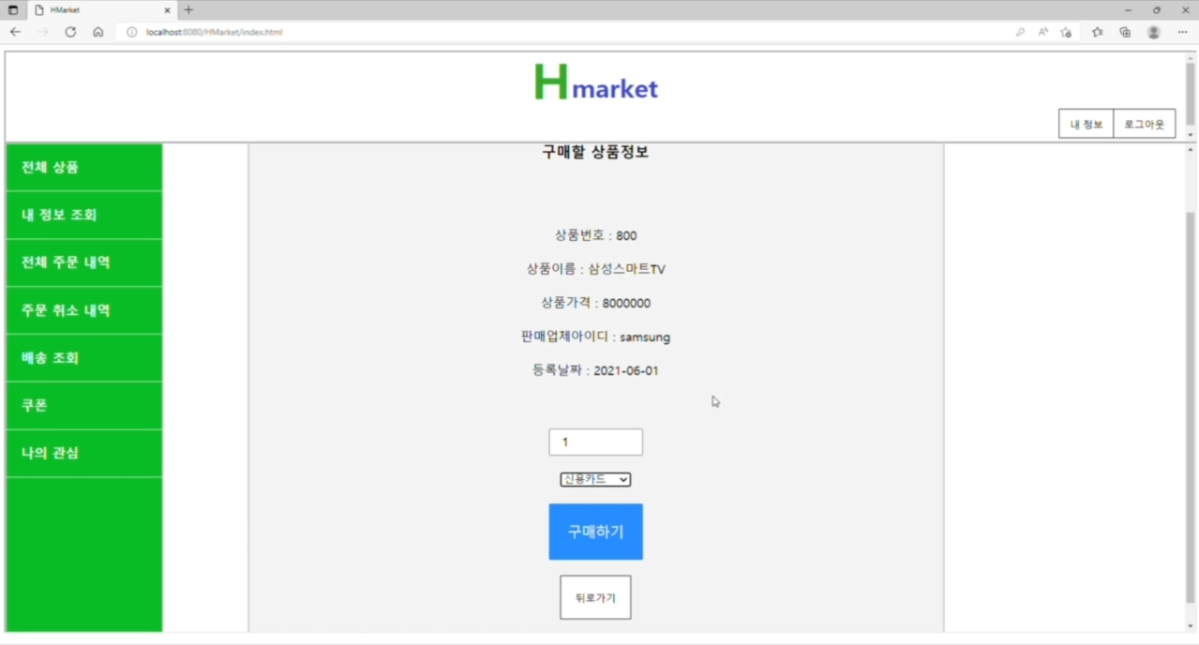 HMarket
localhost:8080/HMarket/index.html
Hmarket
내 정보
로그아웃
전체 상품
내 정보 조회
전체 주문 내역
주문 취소 내역
배송 조회
쿠폰
나의 관심
구매할 상품정보
상품번호 : 800
상품이름 : 삼성스마트TV
상품가격 : 8000000
판매업체아이디 : samsung
등록날짜 : 2021-06-01
1
신용카드
구매하기
뒤로가기